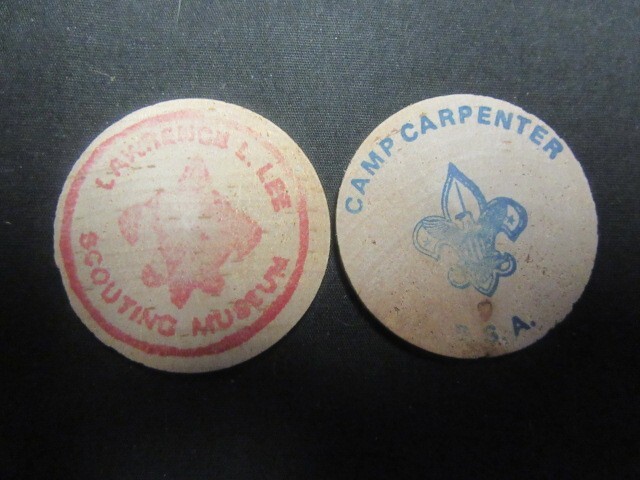 LAWRENCE L. LEE
SCOUTING MUSEUM
CAMP CARPENTER
B.S.A.